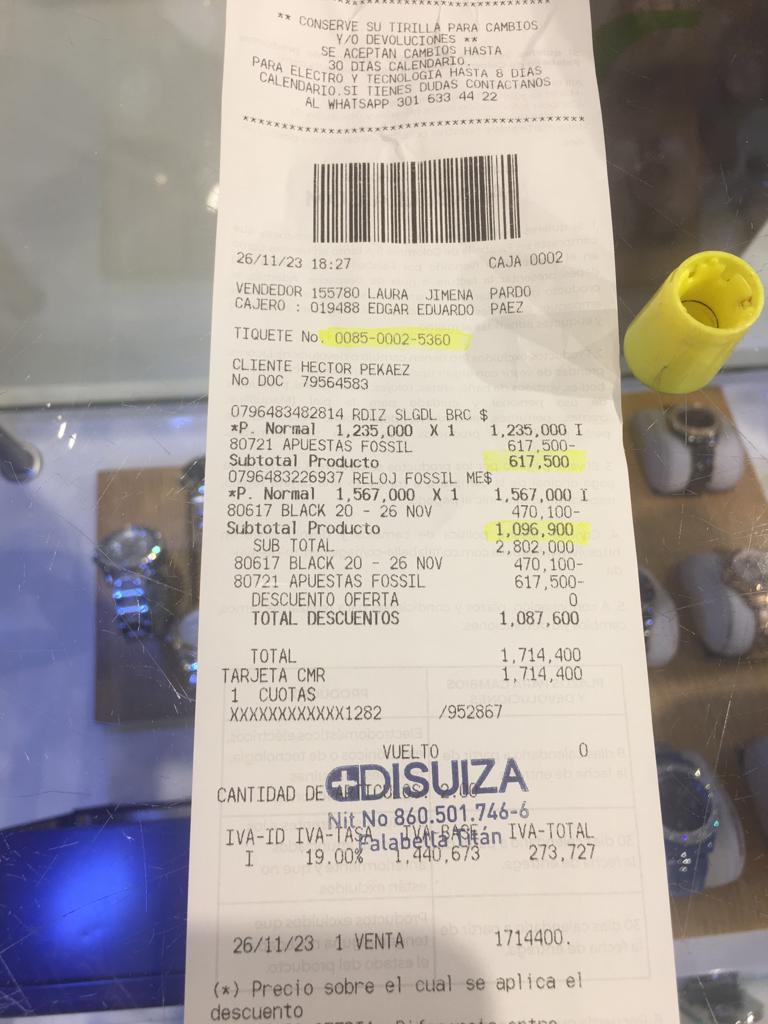 ** CONSERVE SU TIRILLA PARA CAMBIOS
Y/O DEVOLUCIONES **
SE ACEPTAN CAMBIOS HASTA
30 DIAS CALENDARIO.
PARA ELECTRO Y TECNOLOGIA HASTA 8 DIAS
CALENDARIO.SI TIENES DUDAS CONTACTANOS
AL WHATSAPP 301 633 44 22
****************************************
26/11/23 18:27 CAJA 0002
VENDEDOR 155780 LAURA JIMENA PARDO
CAJERO : 019488 EDGAR EDUARDO PAEZ
TIQUETE No. 0085-0002-5360
CLIENTE HECTOR PEKAEZ
No DOC 79564583
0796483482814 RDIZ SLGDL BRC $
*P. Normal 1,235,000 X 1 1,235,000 I
80721 APUESTAS FOSSIL 617,500-
Subtotal Producto 617,500
0796483226937 RELOJ FOSSIL ME$
*P. Normal 1,567,000 X 1 1,567,000 I
80617 BLACK 20 - 26 NOV 470,100-
Subtotal Producto 1,096,900
SUB TOTAL 2,802,000
80617 BLACK 20 - 26 NOV 470,100-
80721 APUESTAS FOSSIL 617,500-
DESCUENTO OFERTA 0
TOTAL DESCUENTOS 1,087,600
TOTAL 1,714,400
TARJETA CMR 1,714,400
1 CUOTAS
XXXXXXXXXXXX1282 /952867
VUELTO 0
DISUIZA
CANTIDAD DE ARTICULOS 2.00
Nit No 860.501.746-6
IVA-ID IVA-TASA IVA-BASE IVA-TOTAL
Falabella Titán
I 19.00% 1,440,673 273,727
26/11/23 1 VENTA 1714400.
(*) Precio sobre el cual se aplica el
descuento